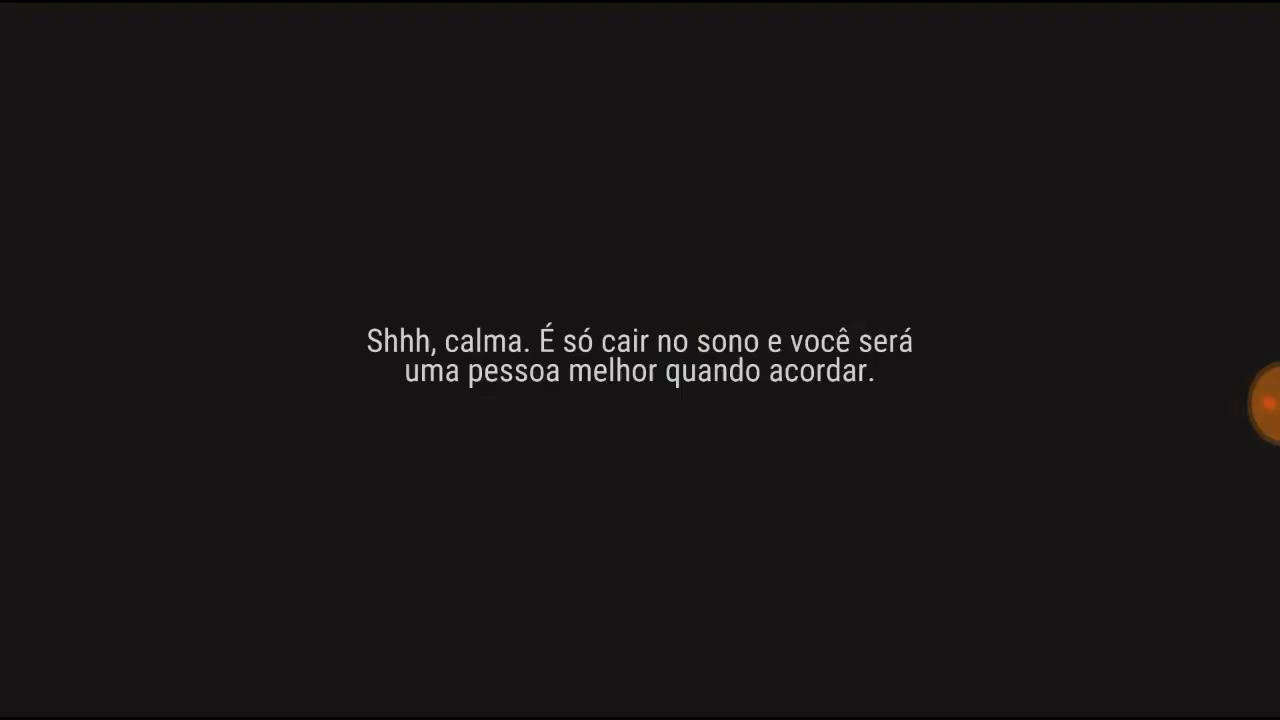 Shhh, calma. É só cair no sono e você será
uma pessoa melhor quando acordar.